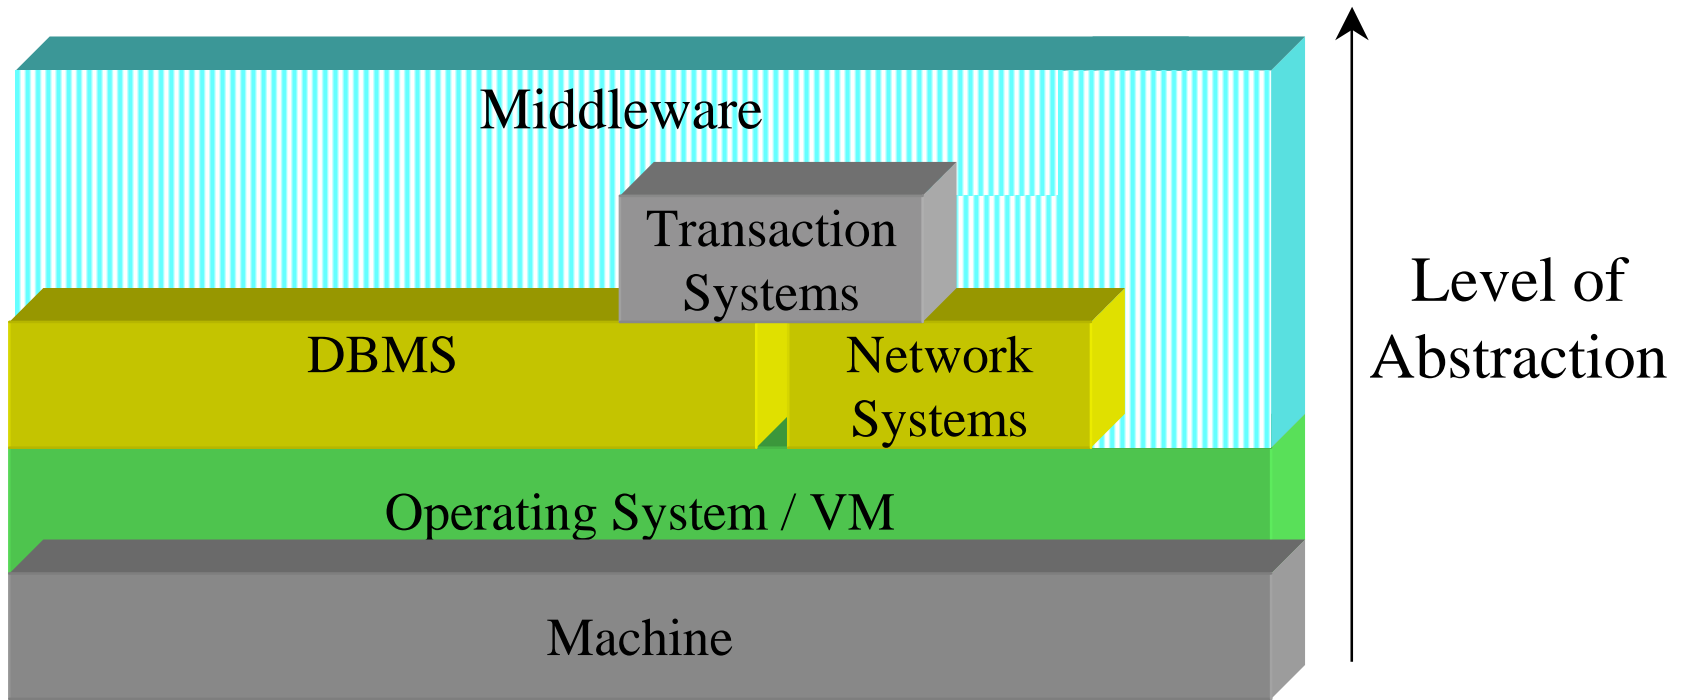 Middleware
Transaction
Systems
Level of
Abstraction
DBMS
Network
Systems
Operating System / VM
Machine